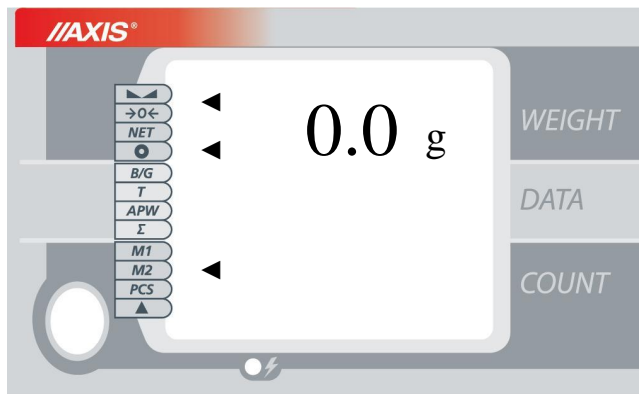 //AXIS®
→0←
NET
B/G
T
APW
Σ
M1
M2
PCS
0.0 g
WEIGHT
DATA
COUNT